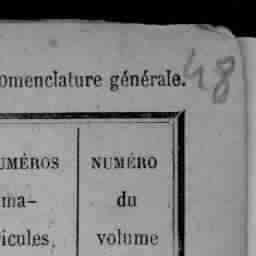 48
omenclature générale.
UMÉROS NUMÉRO
ma- du
icules, volume